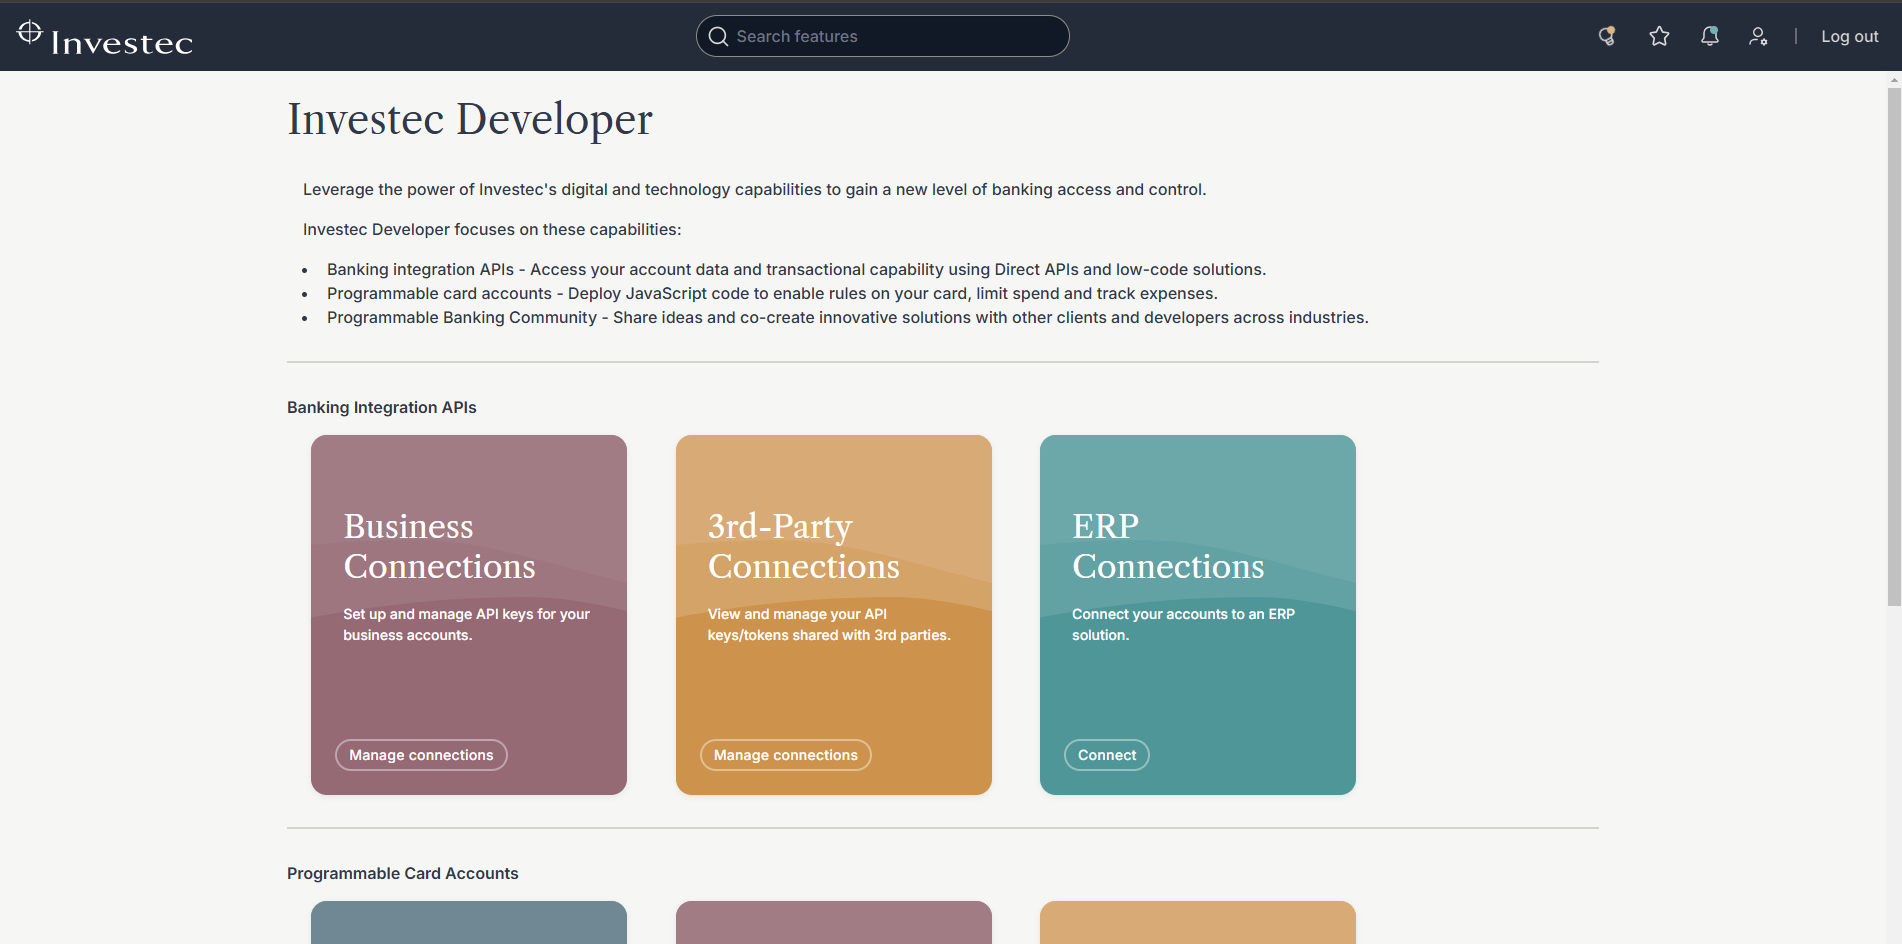 Investec
Search features
Log out
Investec Developer
Leverage the power of Investec's digital and technology capabilities to gain a new level of banking access and control.
Investec Developer focuses on these capabilities:
• Banking integration APIs - Access your account data and transactional capability using Direct APIs and low-code solutions.
• Programmable card accounts - Deploy JavaScript code to enable rules on your card, limit spend and track expenses.
• Programmable Banking Community - Share ideas and co-create innovative solutions with other clients and developers across industries.
Banking Integration APIs
Business
Connections
Set up and manage API keys for your
business accounts.
Manage connections
3rd-Party
Connections
View and manage your API
keys/tokens shared with 3rd parties.
Manage connections
ERP
Connections
Connect your accounts to an ERP
solution.
Connect
Programmable Card Accounts